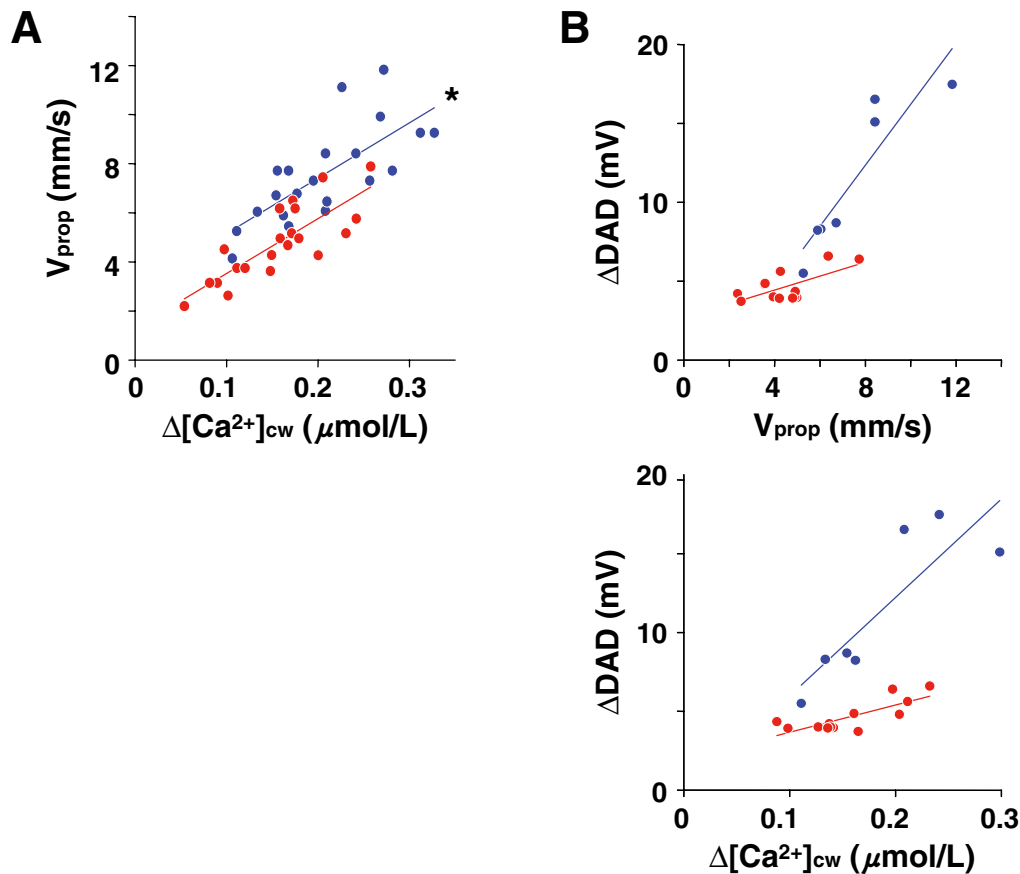 A
12
8
4
0
Vprop (mm/s)
*
0 0.1 0.2 0.3
Δ[Ca²⁺]cw (μmol/L)
B
20
10
0
ΔDAD (mV)
0 4 8 12
Vprop (mm/s)
20
10
0
ΔDAD (mV)
0 0.1 0.2 0.3
Δ[Ca²⁺]cw (μmol/L)